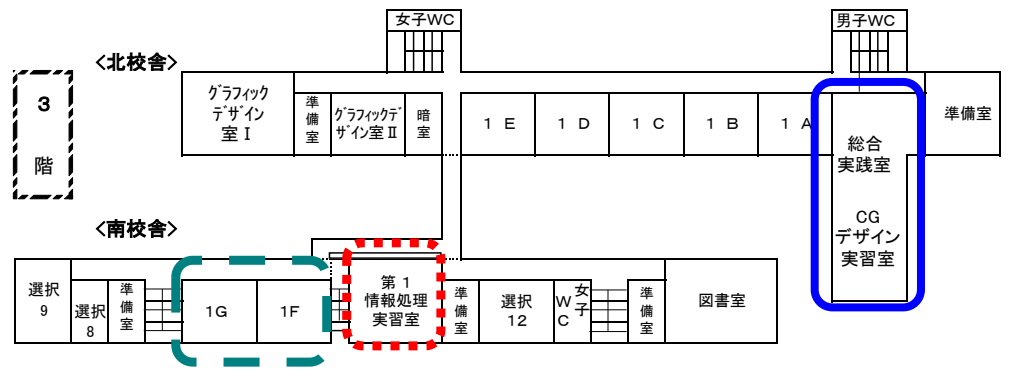 女子WC
男子WC
<北校舎>
3
階
グラフィック
デザイン
室Ⅰ
準
備
室
グラフィックデ
ザイン室Ⅱ
暗
室
1 E
1 D
1 C
1 B
1 A
総合
実践室
準備室
CG
デザイン
実習室
<南校舎>
選択
9
選択
8
準
備
室
1G
1F
第1
情報処理
実習室
準
備
室
選択
12
女
子
W
C
準
備
室
図書室